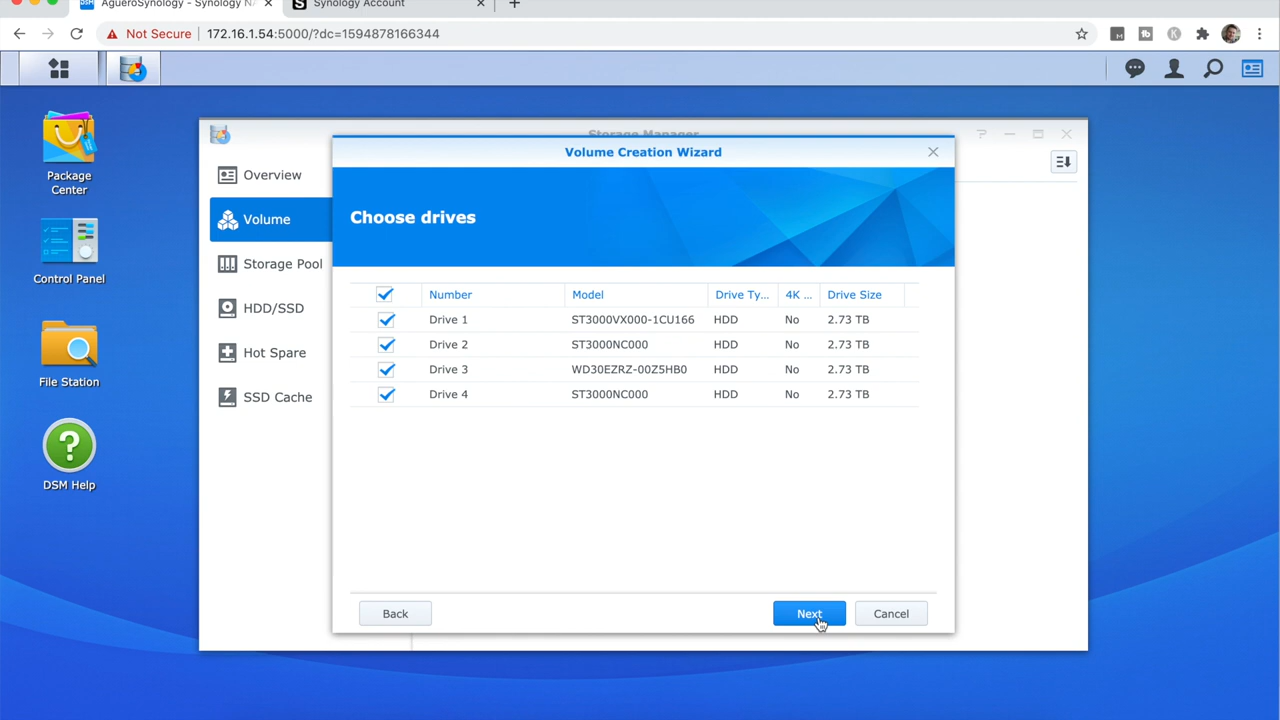 AgueroSynology - Synology N
Synology Account
Not Secure
172.16.1.54:5000/?dc=1594878166344
Package
Center
Control Panel
File Station
DSM Help
Storage Manager
Overview
Volume
Storage Pool
HDD/SSD
Hot Spare
SSD Cache
Volume Creation Wizard
Choose drives
Number Model Drive Ty... 4K ... Drive Size
Drive 1 ST3000VX000-1CU166 HDD No 2.73 TB
Drive 2 ST3000NC000 HDD No 2.73 TB
Drive 3 WD30EZRZ-00Z5HB0 HDD No 2.73 TB
Drive 4 ST3000NC000 HDD No 2.73 TB
Back
Next
Cancel